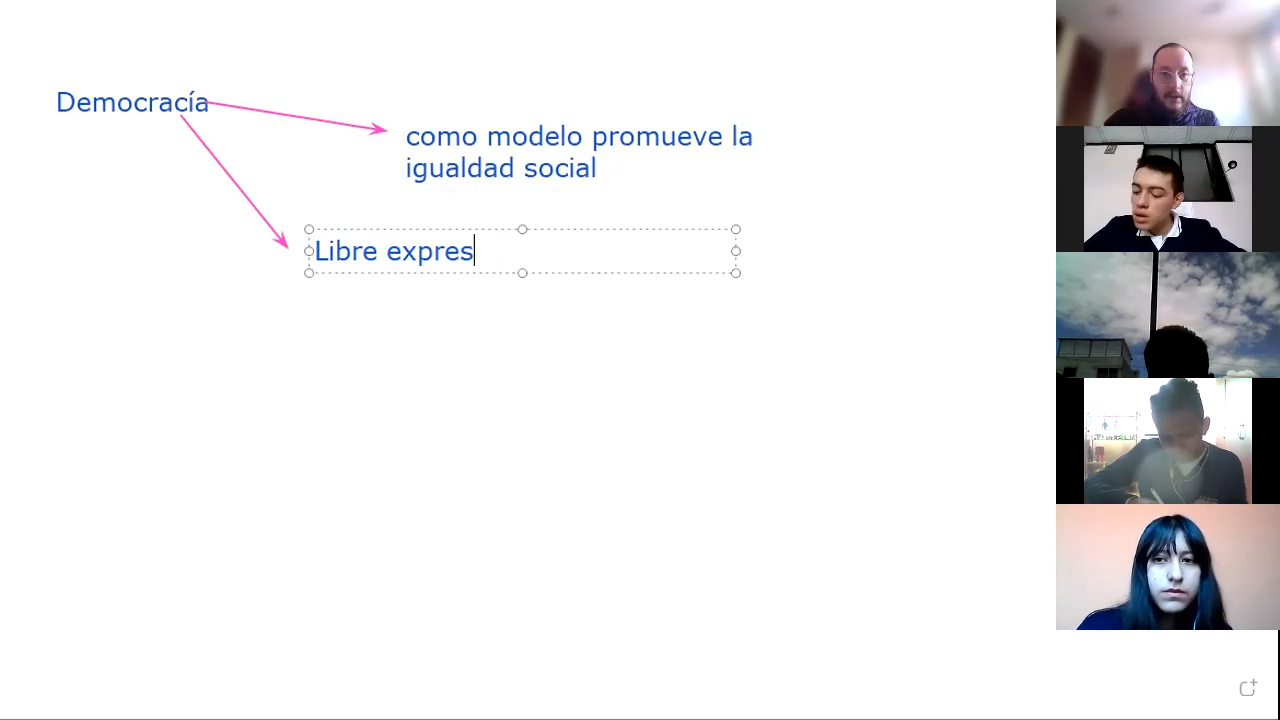 Democracía
como modelo promueve la
igualdad social
Libre expres